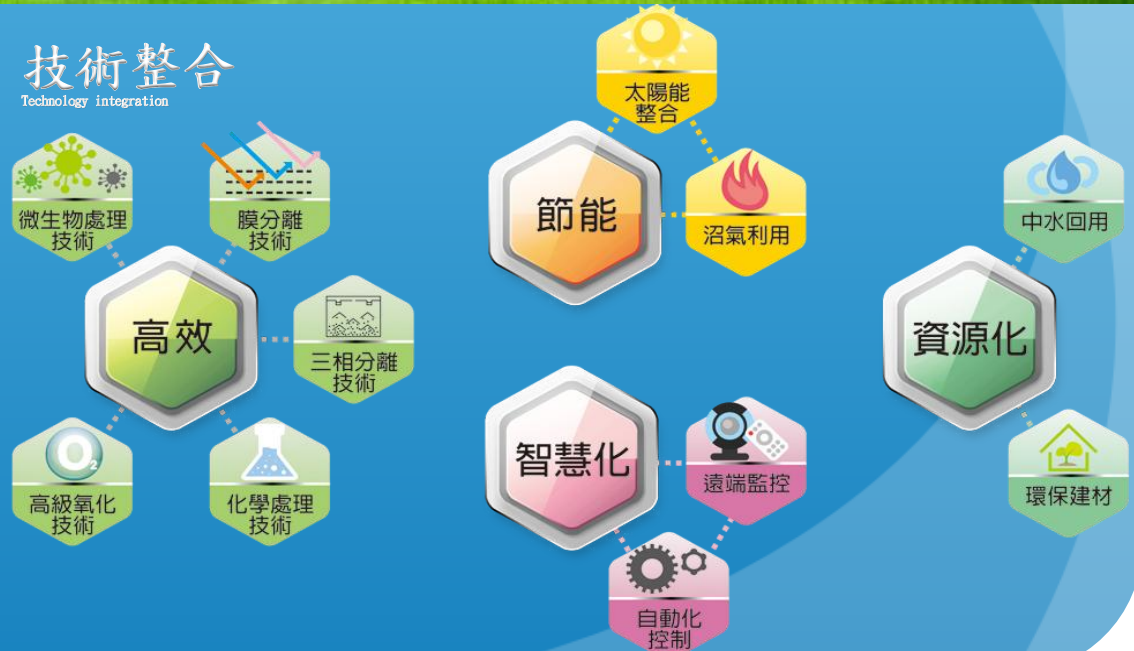 技術整合
Technology integration
微生物處理
技術
膜分離
技術
高效
三相分離
技術
O2
高級氧化
技術
化學處理
技術
太陽能
整合
節能
沼氣利用
智慧化
遠端監控
自動化
控制
中水回用
資源化
環保建材